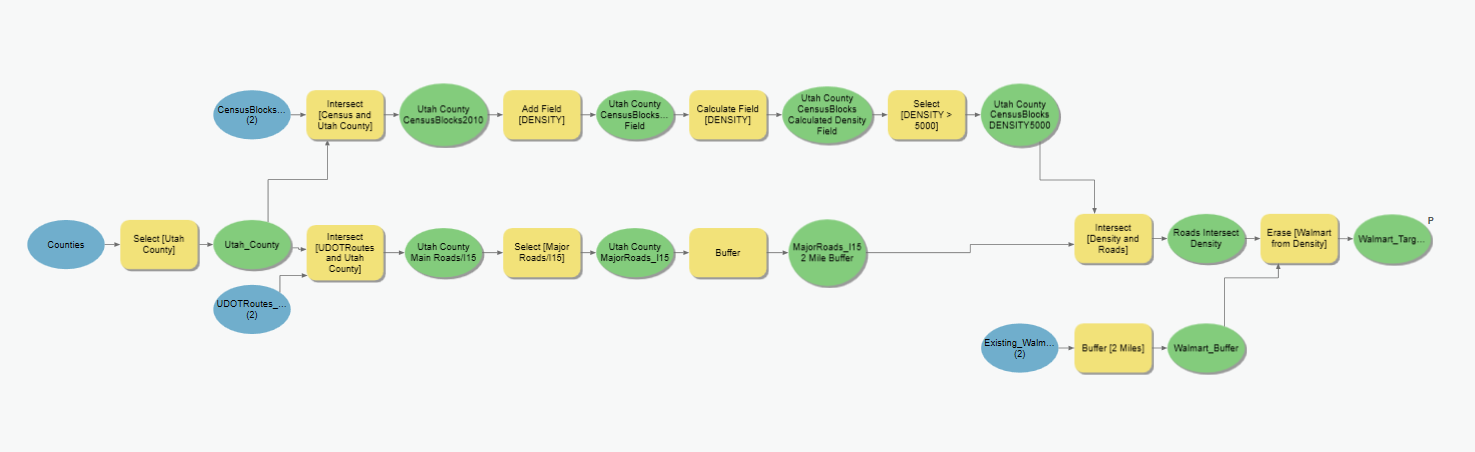 CensusBlocks...
(2)
Intersect
[Census and
Utah County]
Utah County
CensusBlocks2010
Add Field
[DENSITY]
Utah County
CensusBlocks...
Field
Calculate Field
[DENSITY]
Utah County
CensusBlocks
Calculated Density
Field
Select
[DENSITY >
5000]
Utah County
CensusBlocks
DENSITY5000
Counties
Select [Utah
County]
Utah_County
Intersect
[UDOTRoutes
and Utah
County]
Utah County
Main Roads/I15
Select [Major
Roads/I15]
Utah County
MajorRoads_I15
Buffer
MajorRoads_I15
2 Mile Buffer
Intersect
[Density and
Roads]
Roads Intersect
Density
Erase [Walmart
from Density]
P
Walmart_Targ...
UDOTRoutes_...
(2)
Existing_Walm...
(2)
Buffer [2 Miles]
Walmart_Buffer